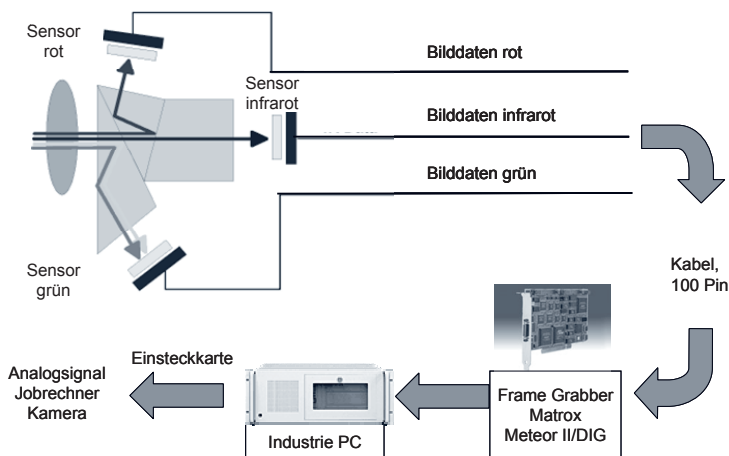 Sensor
rot
Bilddaten rot
Sensor
infrarot
Bilddaten infrarot
Bilddaten grün
Sensor
grün
Kabel,
100 Pin
Einsteckkarte
Analogsignal
Jobrechner
Kamera
Industrie PC
Frame Grabber
Matrox
Meteor II/DIG